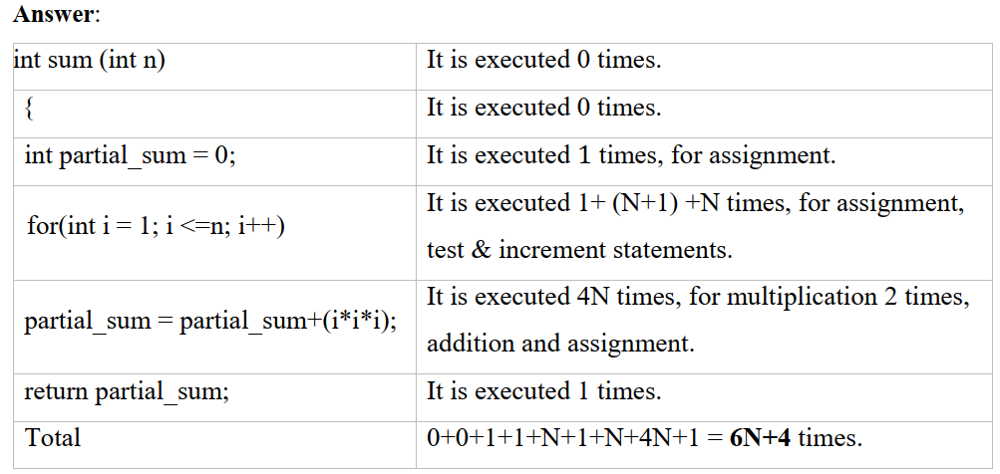 Answer:
int sum (int n)
It is executed 0 times.
{
It is executed 0 times.
int partial_sum = 0;
It is executed 1 times, for assignment.
for(int i = 1; i <=n; i++)
It is executed 1+ (N+1) +N times, for assignment,
test & increment statements.
partial_sum = partial_sum+(i*i*i);
It is executed 4N times, for multiplication 2 times,
addition and assignment.
return partial_sum;
It is executed 1 times.
Total
0+0+1+1+N+1+N+4N+1 = 6N+4 times.